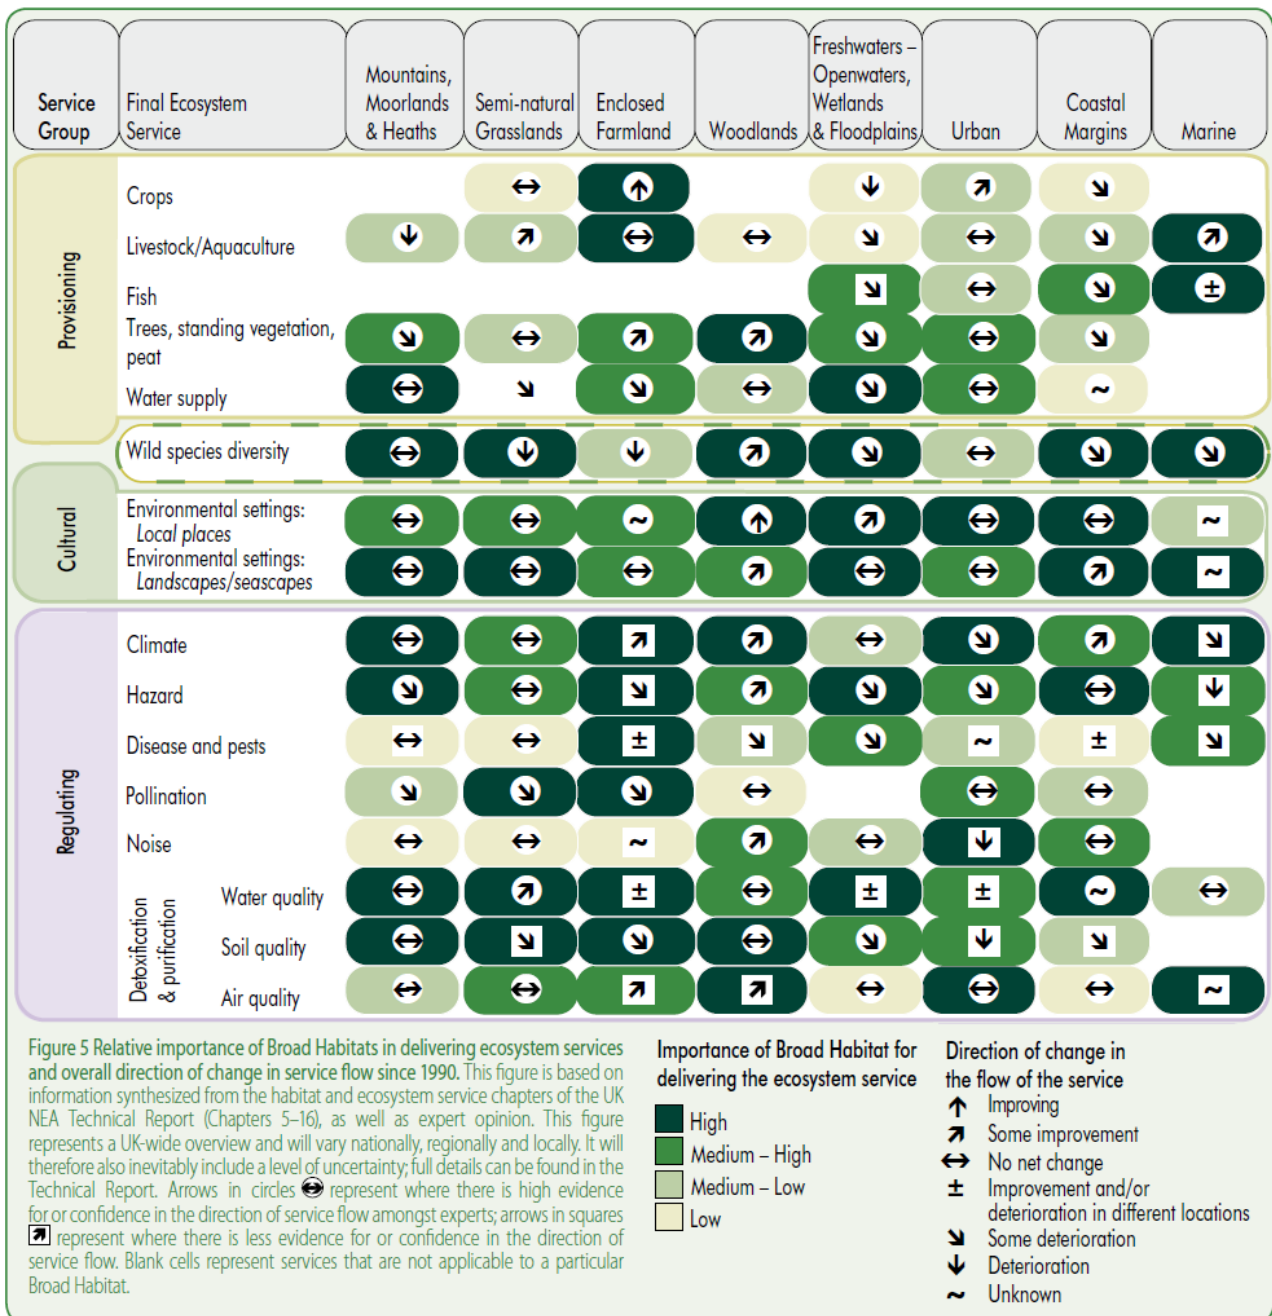 Service
Group
Final Ecosystem
Service
Mountains,
Moorlands
& Heaths
Semi-natural
Grasslands
Enclosed
Farmland
Woodlands
Freshwaters –
Openwaters,
Wetlands
& Floodplains
Urban
Coastal
Margins
Marine
Provisioning
Crops
Livestock/Aquaculture
Fish
Trees, standing vegetation,
peat
Water supply
Wild species diversity
Cultural
Environmental settings:
Local places
Environmental settings:
Landscapes/seascapes
Regulating
Climate
Hazard
Disease and pests
Pollination
Noise
Detoxification
& purification
Water quality
Soil quality
Air quality
Figure 5 Relative importance of Broad Habitats in delivering ecosystem services
and overall direction of change in service flow since 1990. This figure is based on
information synthesized from the habitat and ecosystem service chapters of the UK
NEA Technical Report (Chapters 5–16), as well as expert opinion. This figure
represents a UK-wide overview and will vary nationally, regionally and locally. It will
therefore also inevitably include a level of uncertainty; full details can be found in the
Technical Report. Arrows in circles ↔ represent where there is high evidence
for or confidence in the direction of service flow amongst experts; arrows in squares
↗ represent where there is less evidence for or confidence in the direction of
service flow. Blank cells represent services that are not applicable to a particular
Broad Habitat.
Importance of Broad Habitat for
delivering the ecosystem service
High
Medium – High
Medium – Low
Low
Direction of change in
the flow of the service
↑ Improving
↗ Some improvement
↔ No net change
± Improvement and/or
deterioration in different locations
↘ Some deterioration
↓ Deterioration
~ Unknown